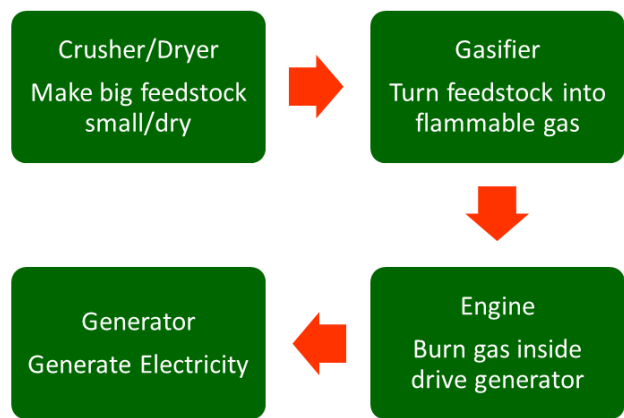 Crusher/Dryer
Make big feedstock
small/dry
Gasifier
Turn feedstock into
flammable gas
Engine
Burn gas inside
drive generator
Generator
Generate Electricity